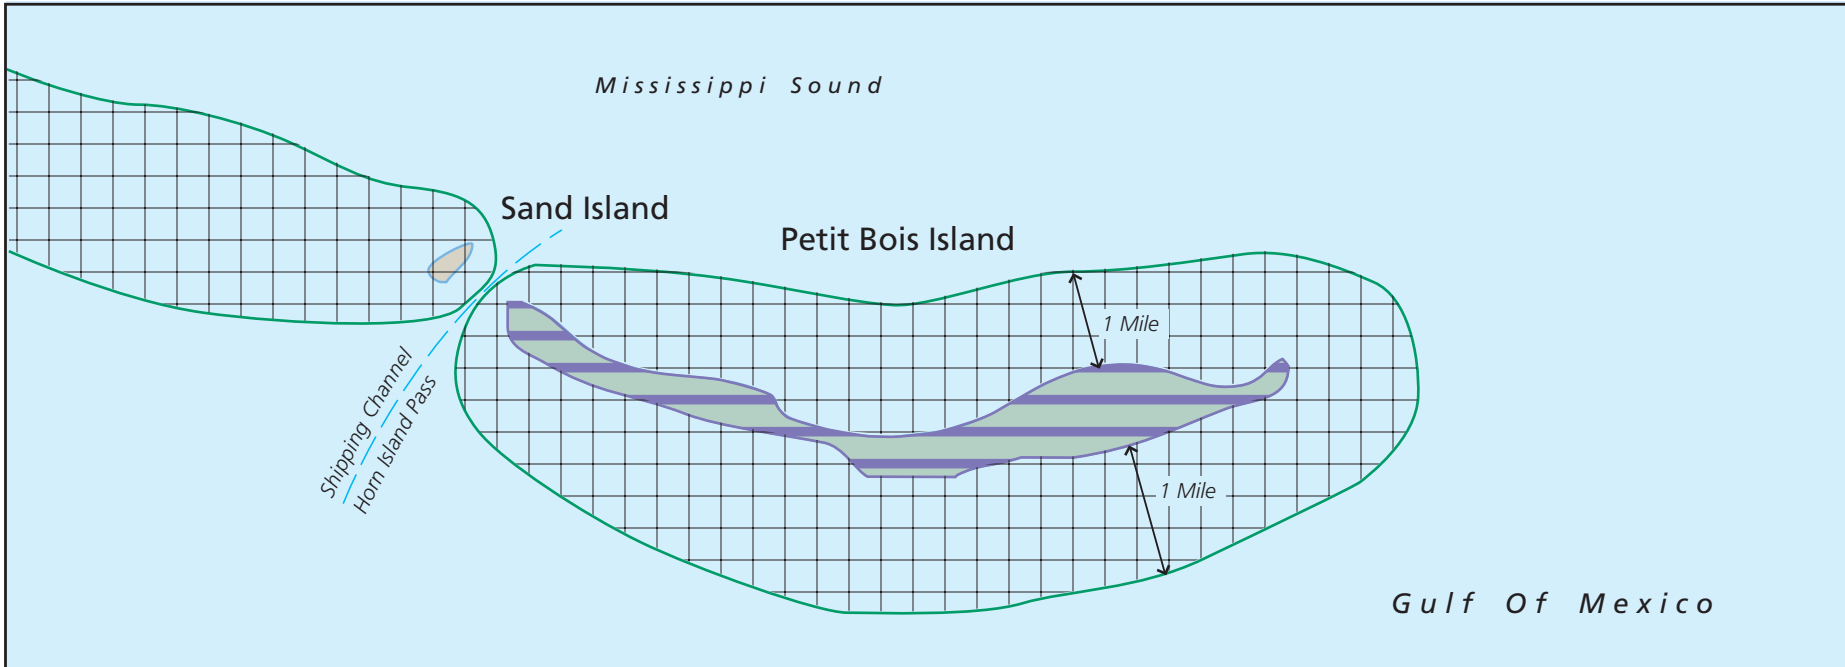 Mississippi Sound
Sand Island
Petit Bois Island
1 Mile
Shipping Channel
Horn Island Pass
1 Mile
Gulf Of Mexico